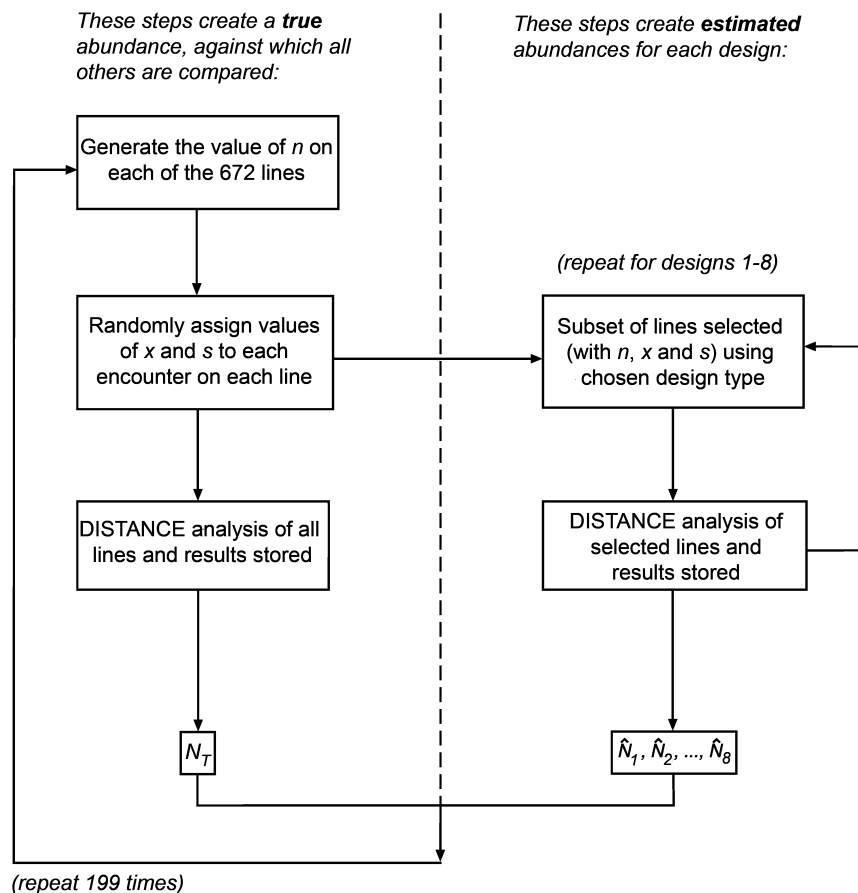 These steps create a true
abundance, against which all
others are compared:
These steps create estimated
abundances for each design:
Generate the value of n on
each of the 672 lines
(repeat for designs 1-8)
Randomly assign values
of x and s to each
encounter on each line
Subset of lines selected
(with n, x and s) using
chosen design type
DISTANCE analysis of all
lines and results stored
DISTANCE analysis of
selected lines and
results stored
N_T
N̂_1, N̂_2, ..., N̂_8
(repeat 199 times)